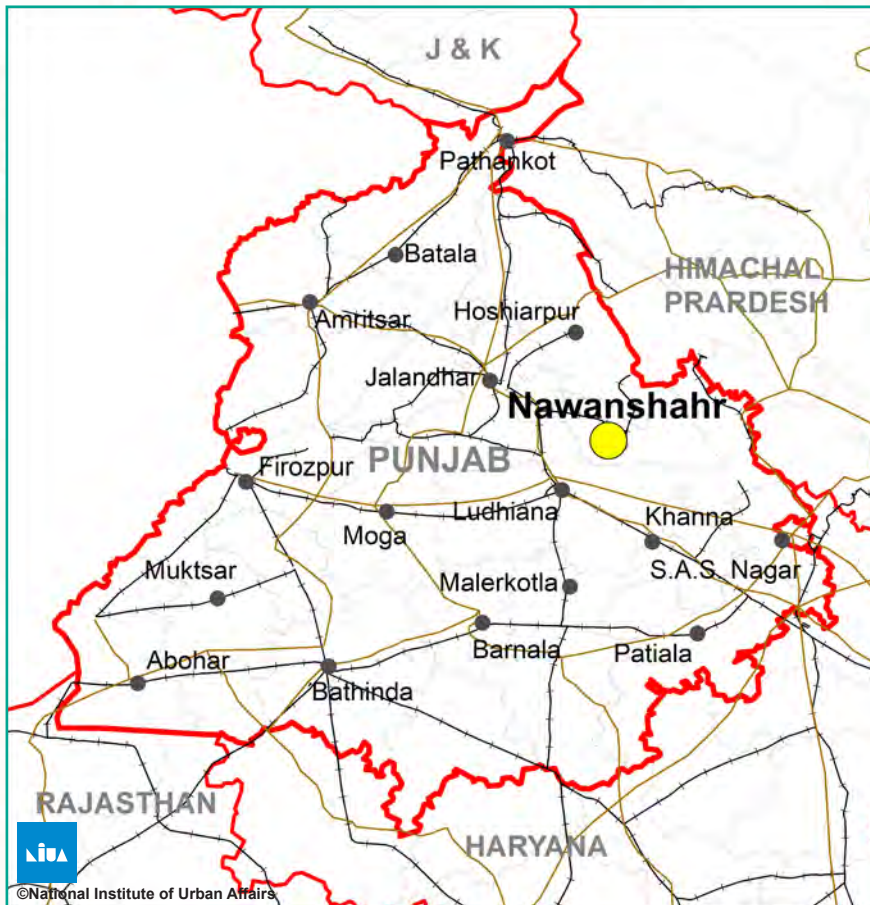 J & K
Pathankot
Batala
HIMACHAL
PRARDESH
Hoshiarpur
Amritsar
Jalandhar
Nawanshahr
PUNJAB
Firozpur
Ludhiana
Khanna
Moga
S.A.S. Nagar
Muktsar
Malerkotla
Barnala
Patiala
Abohar
Bathinda
RAJASTHAN
HARYANA
NIUA
©National Institute of Urban Affairs